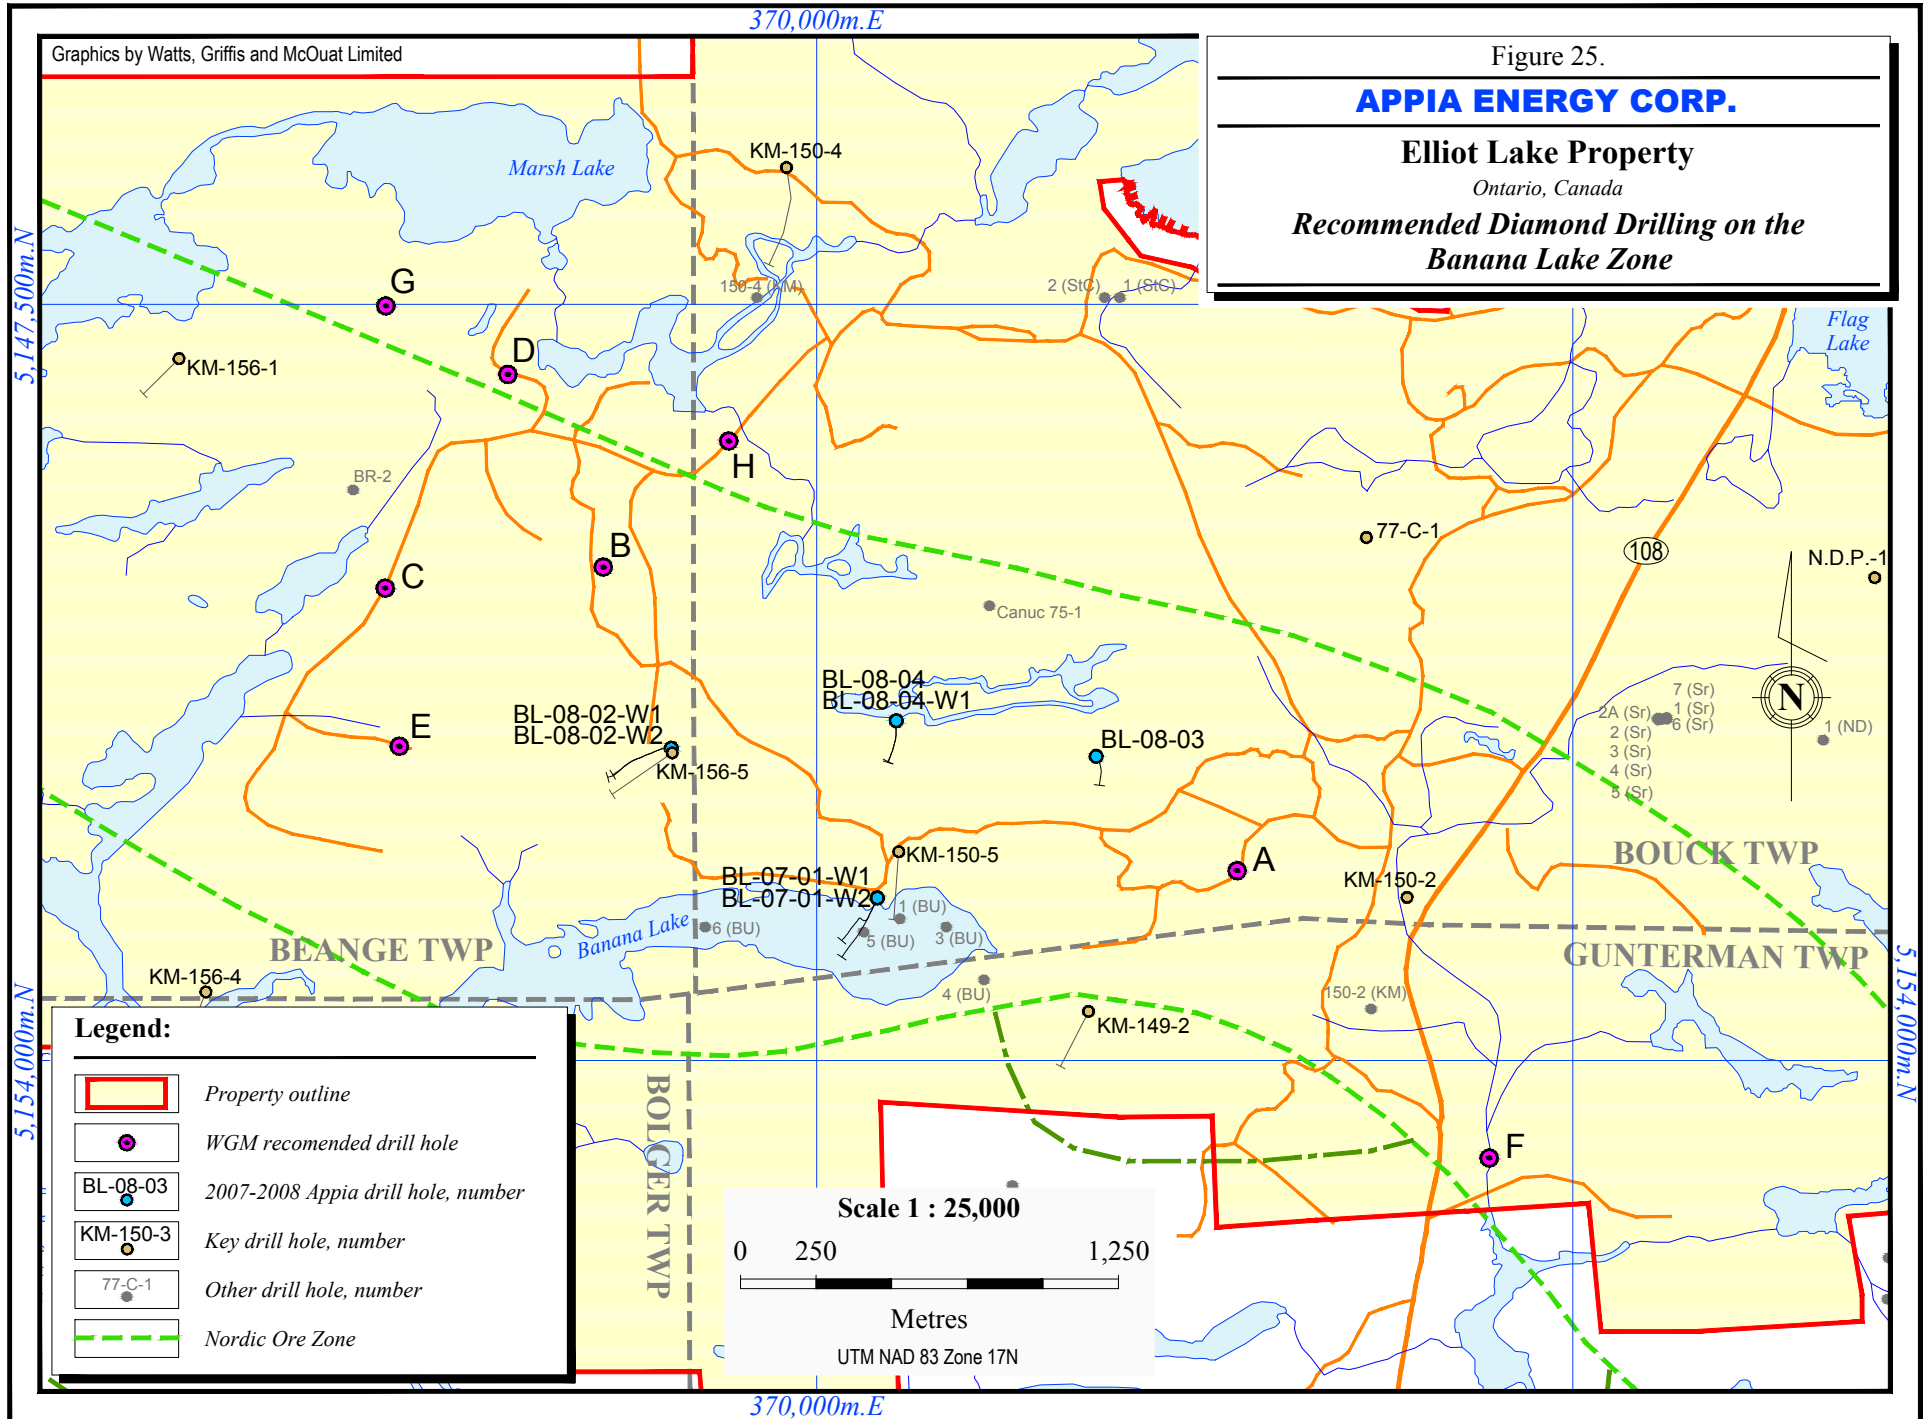 370,000m.E
Graphics by Watts, Griffis and McOuat Limited
Figure 25.
APPIA ENERGY CORP.
Elliot Lake Property
Ontario, Canada
Recommended Diamond Drilling on the
Banana Lake Zone
Marsh Lake
KM-150-4
5,147,500m.N
G
150-4 (KM)
2 (StC)
1 (StC)
Flag
Lake
D
KM-156-1
H
BR-2
77-C-1
108
N.D.P.-1
B
C
Canuc 75-1
BL-08-04
BL-08-04-W1
7 (Sr)
2A (Sr)
1 (Sr)
6 (Sr)
2 (Sr)
3 (Sr)
4 (Sr)
5 (Sr)
1 (ND)
N
BL-08-02-W1
BL-08-02-W2
E
BL-08-03
KM-156-5
KM-150-5
A
BOUCK TWP
BL-07-01-W1
BL-07-01-W2
KM-150-2
1 (BU)
6 (BU)
5 (BU)
3 (BU)
Banana Lake
BEANGE TWP
GUNTERMAN TWP
KM-156-4
4 (BU)
150-2 (KM)
KM-149-2
5,154,000m.N
5,154,000m.N
BOLGER TWP
F
Legend:
Property outline
WGM recomended drill hole
BL-08-03
2007-2008 Appia drill hole, number
KM-150-3
Key drill hole, number
77-C-1
Other drill hole, number
Nordic Ore Zone
Scale 1 : 25,000
0 250 1,250
Metres
UTM NAD 83 Zone 17N
370,000m.E